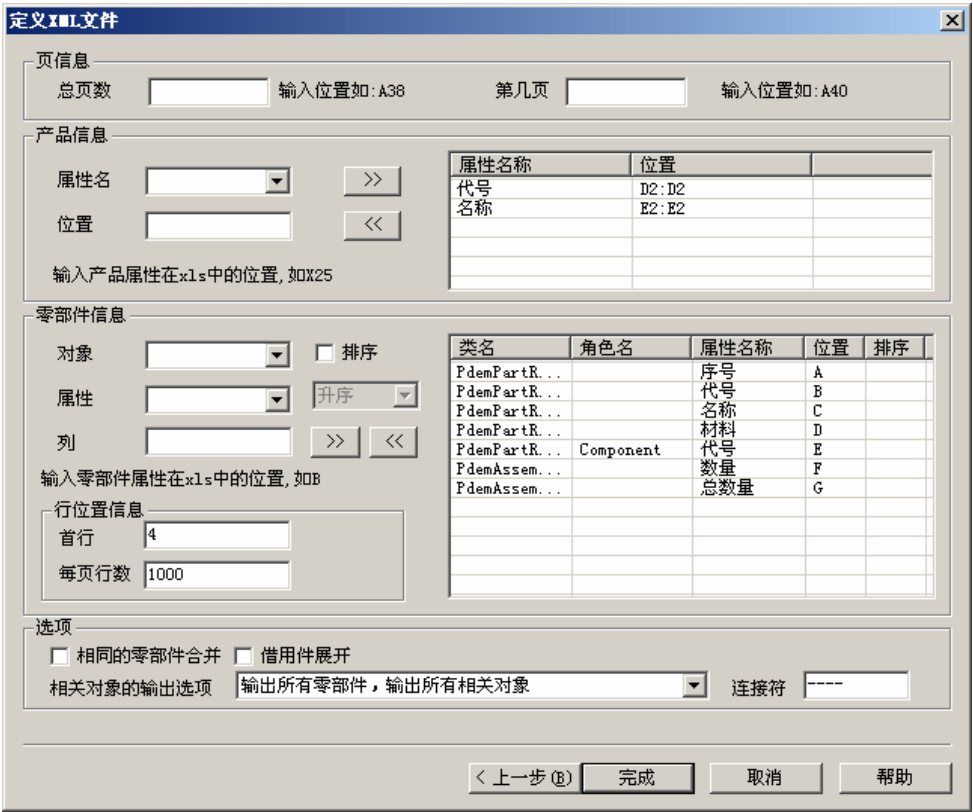 定义XML文件
页信息
总页数 输入位置如:A38 第几页 输入位置如:A40
产品信息
属性名 >>
位置 <<
输入产品属性在xls中的位置,如X25
属性名称 位置
代号 D2:D2
名称 E2:E2
零部件信息
对象 排序
属性 升序
列 >> <<
输入零部件属性在xls中的位置,如B
行位置信息
首行 4
每页行数 1000
类名 角色名 属性名称 位置 排序
PdemPartR... 序号 A
PdemPartR... 代号 B
PdemPartR... 名称 C
PdemPartR... 材料 D
PdemPartR... Component 代号 E
PdemAssem... 数量 F
PdemAssem... 总数量 G
选项
相同的零部件合并 借用件展开
相关对象的输出选项 输出所有零部件，输出所有相关对象 连接符 ----
< 上一步(B) 完成 取消 帮助